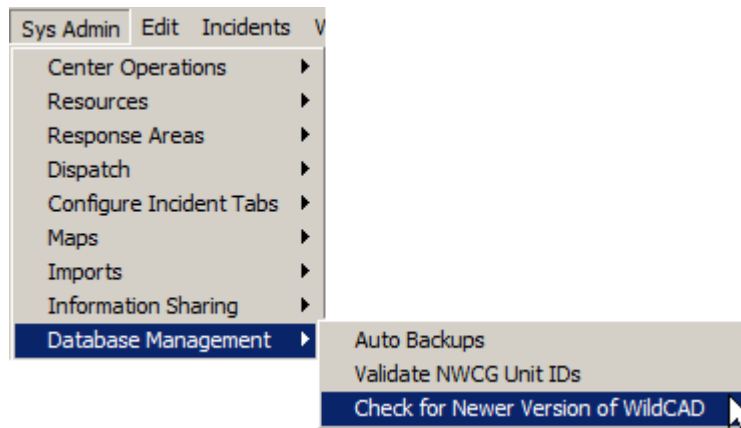 Sys Admin Edit Incidents
Center Operations
Resources
Response Areas
Dispatch
Configure Incident Tabs
Maps
Imports
Information Sharing
Database Management
Auto Backups
Validate NWCG Unit IDs
Check for Newer Version of WildCAD